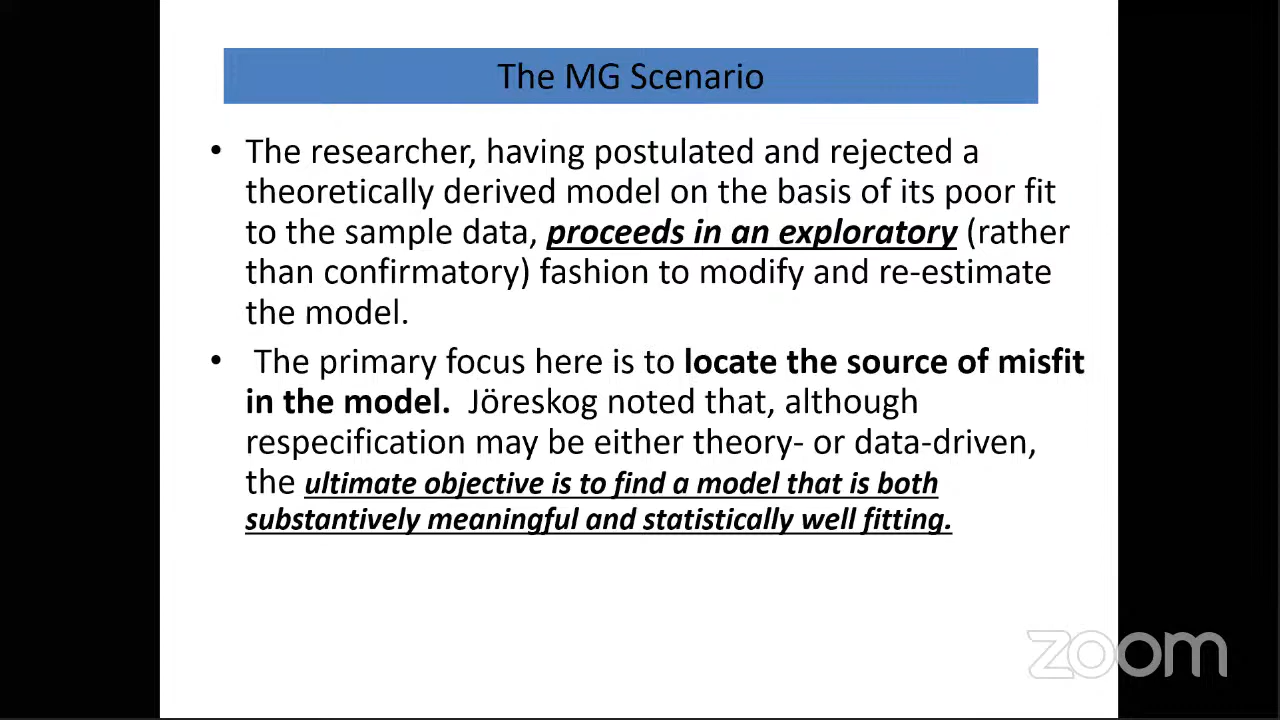 The MG Scenario
• The researcher, having postulated and rejected a
theoretically derived model on the basis of its poor fit
to the sample data, proceeds in an exploratory (rather
than confirmatory) fashion to modify and re-estimate
the model.
• The primary focus here is to locate the source of misfit
in the model. Jöreskog noted that, although
respecification may be either theory- or data-driven,
the ultimate objective is to find a model that is both
substantively meaningful and statistically well fitting.
zoom